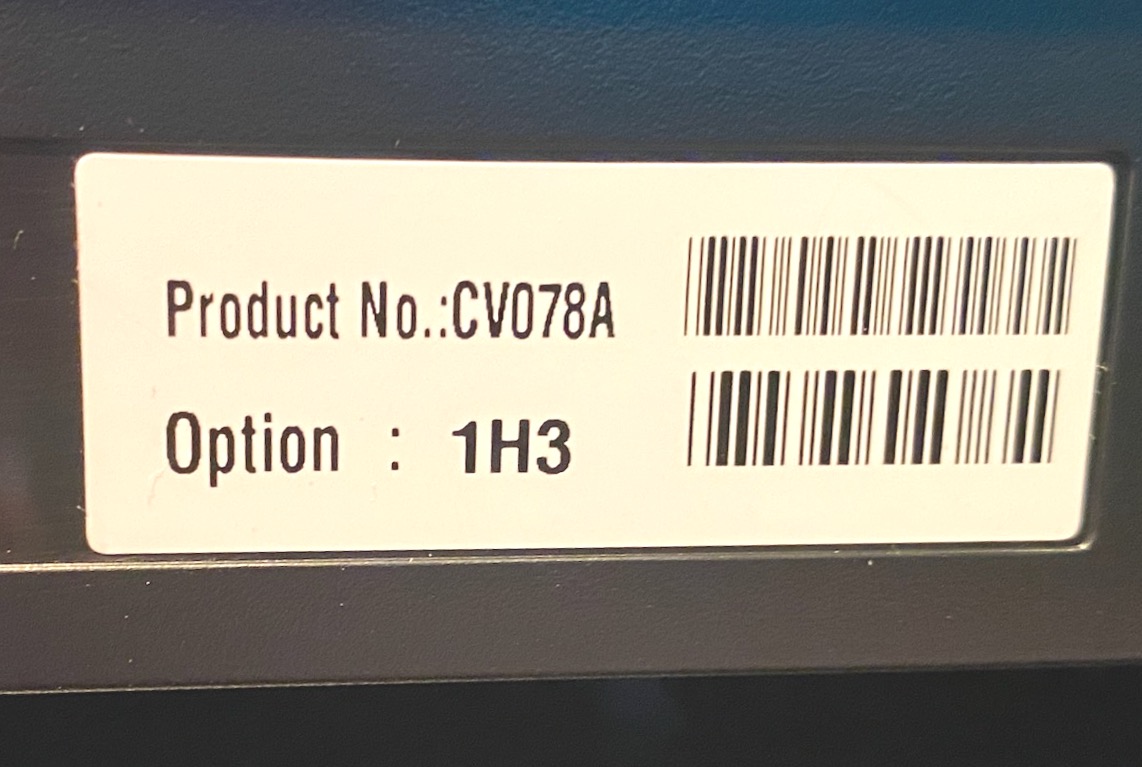 Product No.:CV078A
Option : 1H3